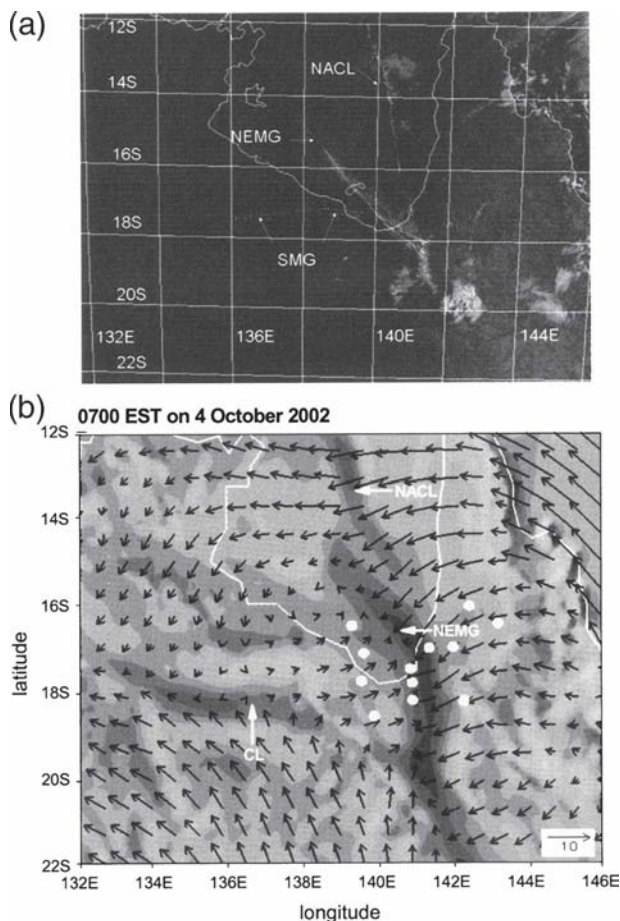 (a)
12S
14S
16S
18S
20S
22S
132E
136E
140E
144E
NACL
NEMG
SMG
(b)
0700 EST on 4 October 2002
12S
14S
16S
18S
20S
22S
latitude
NACL
NEMG
CL
10
132E 134E 136E 138E 140E 142E 144E 146E
longitude